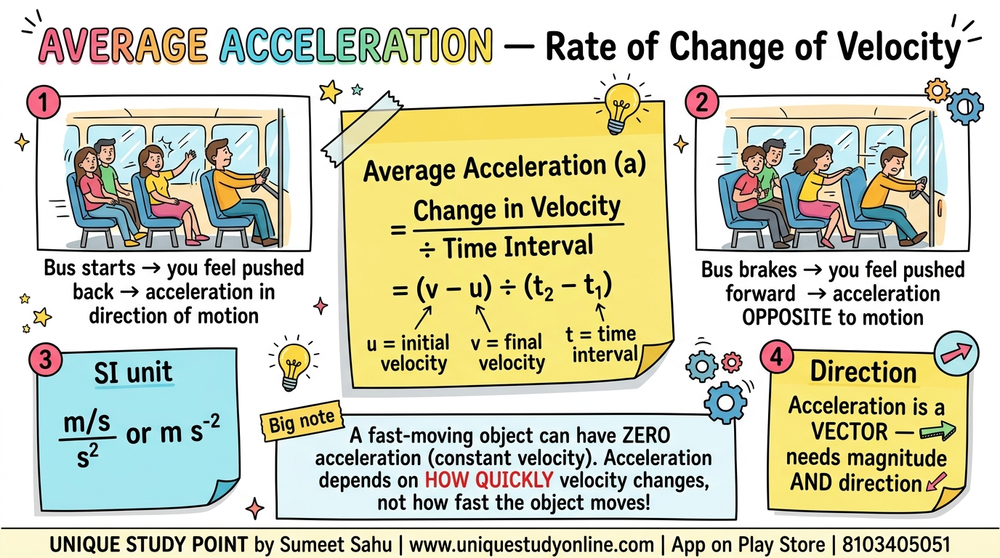 AVERAGE ACCELERATION — Rate of Change of Velocity
1
Bus starts → you feel pushed
back → acceleration in
direction of motion
Average Acceleration (a)
= Change in Velocity
÷ Time Interval
= (v − u) ÷ (t₂ − t₁)
u = initial
velocity
v = final
velocity
t = time
interval
2
Bus brakes → you feel pushed
forward → acceleration
OPPOSITE to motion
3
SI unit
m/s
s²
or m s⁻²
Big note
A fast-moving object can have ZERO
acceleration (constant velocity). Acceleration
depends on HOW QUICKLY velocity changes,
not how fast the object moves!
4
Direction
Acceleration is a
VECTOR —
needs magnitude
AND direction
UNIQUE STUDY POINT by Sumeet Sahu | www.uniquestudyonline.com | App on Play Store | 8103405051